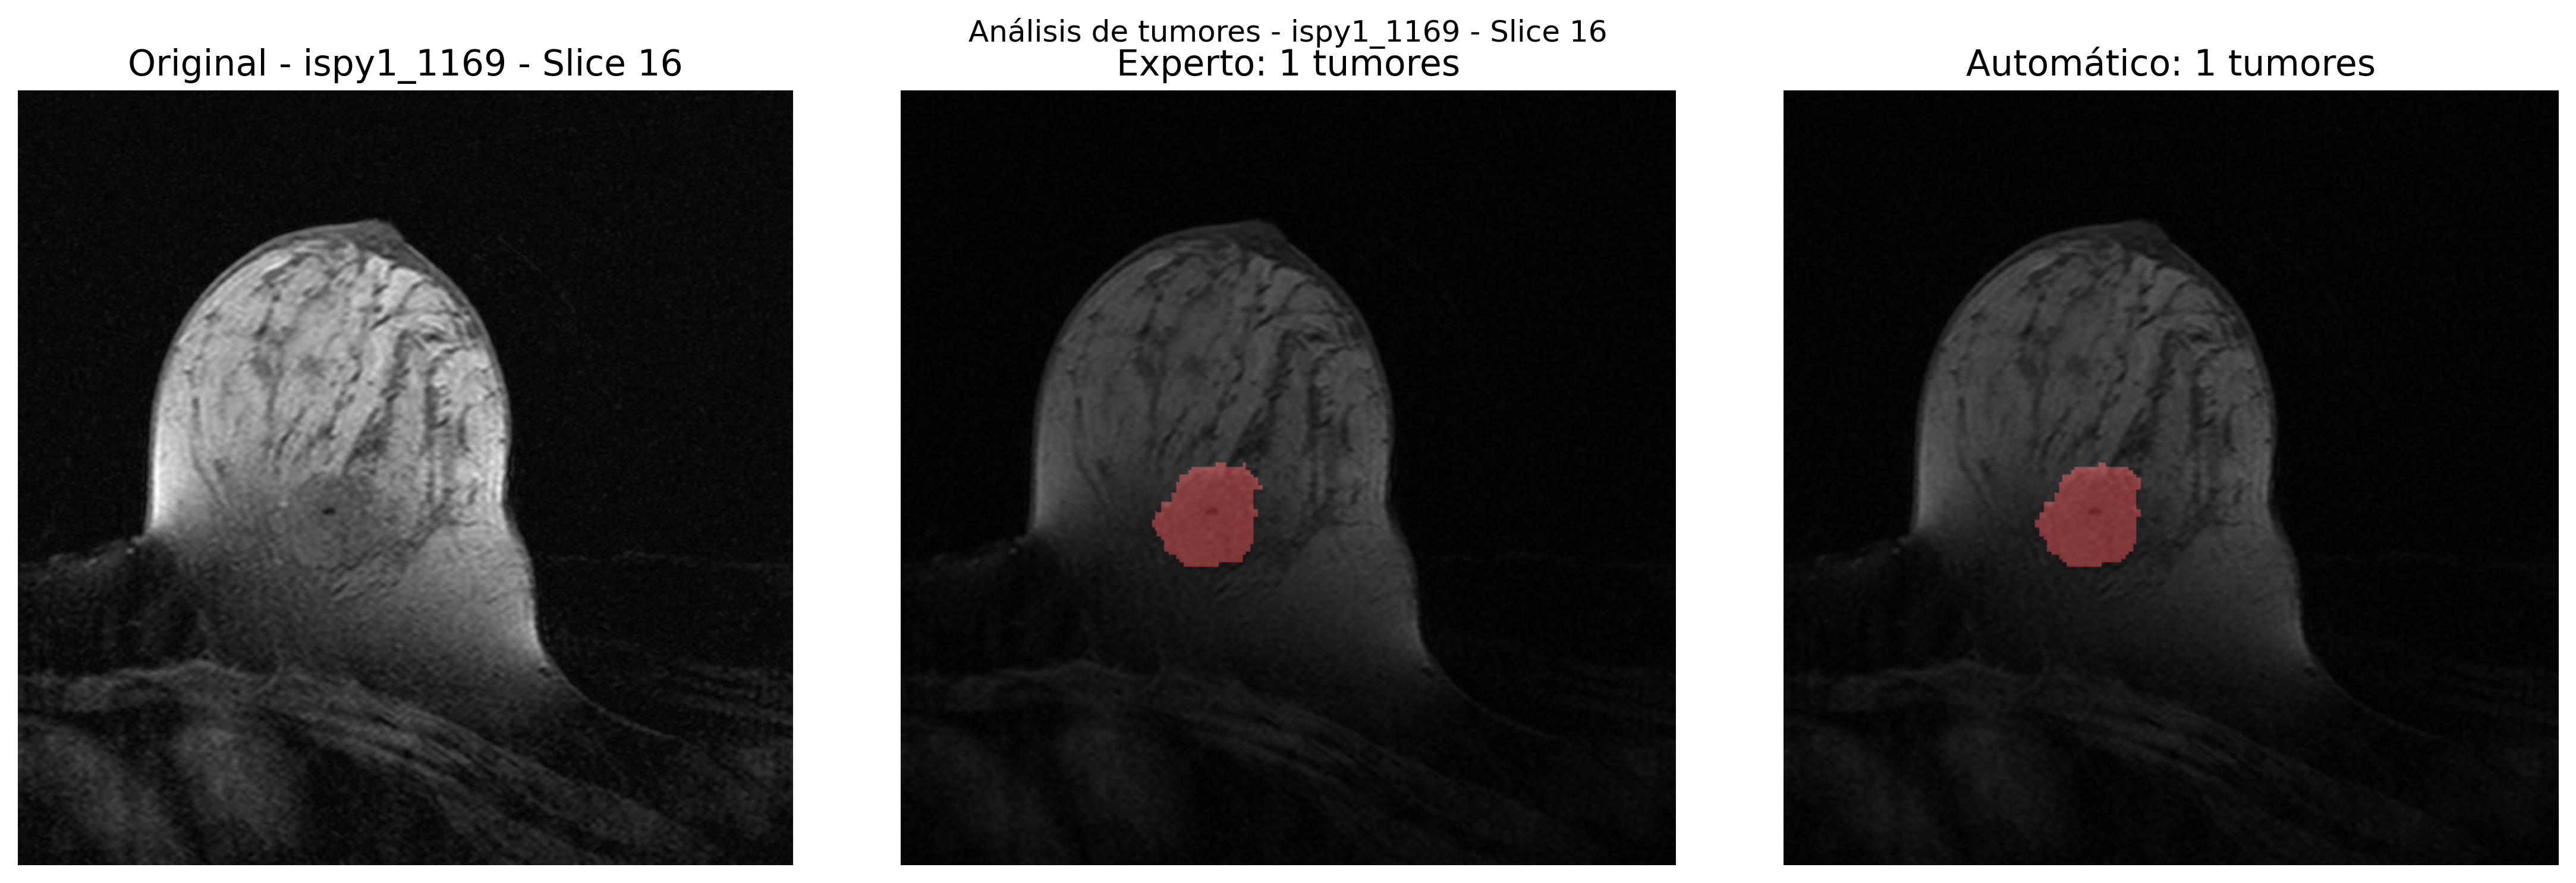 Análisis de tumores - ispy1_1169 - Slice 16
Original - ispy1_1169 - Slice 16
Experto: 1 tumores
Automático: 1 tumores